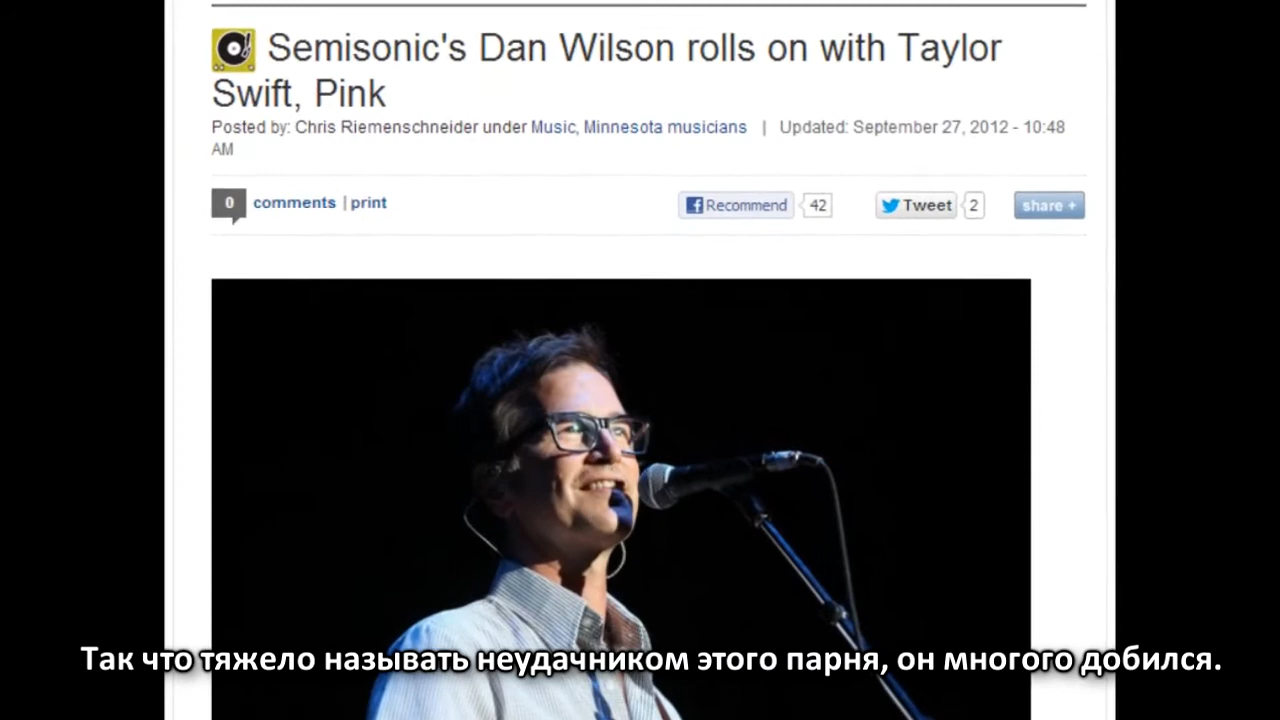 Semisonic's Dan Wilson rolls on with Taylor
Swift, Pink
Posted by: Chris Riemenschneider under Music, Minnesota musicians | Updated: September 27, 2012 - 10:48
AM
0 comments | print Recommend 42 Tweet 2 share +
Так что тяжело называть неудачником этого парня, он многого добился.